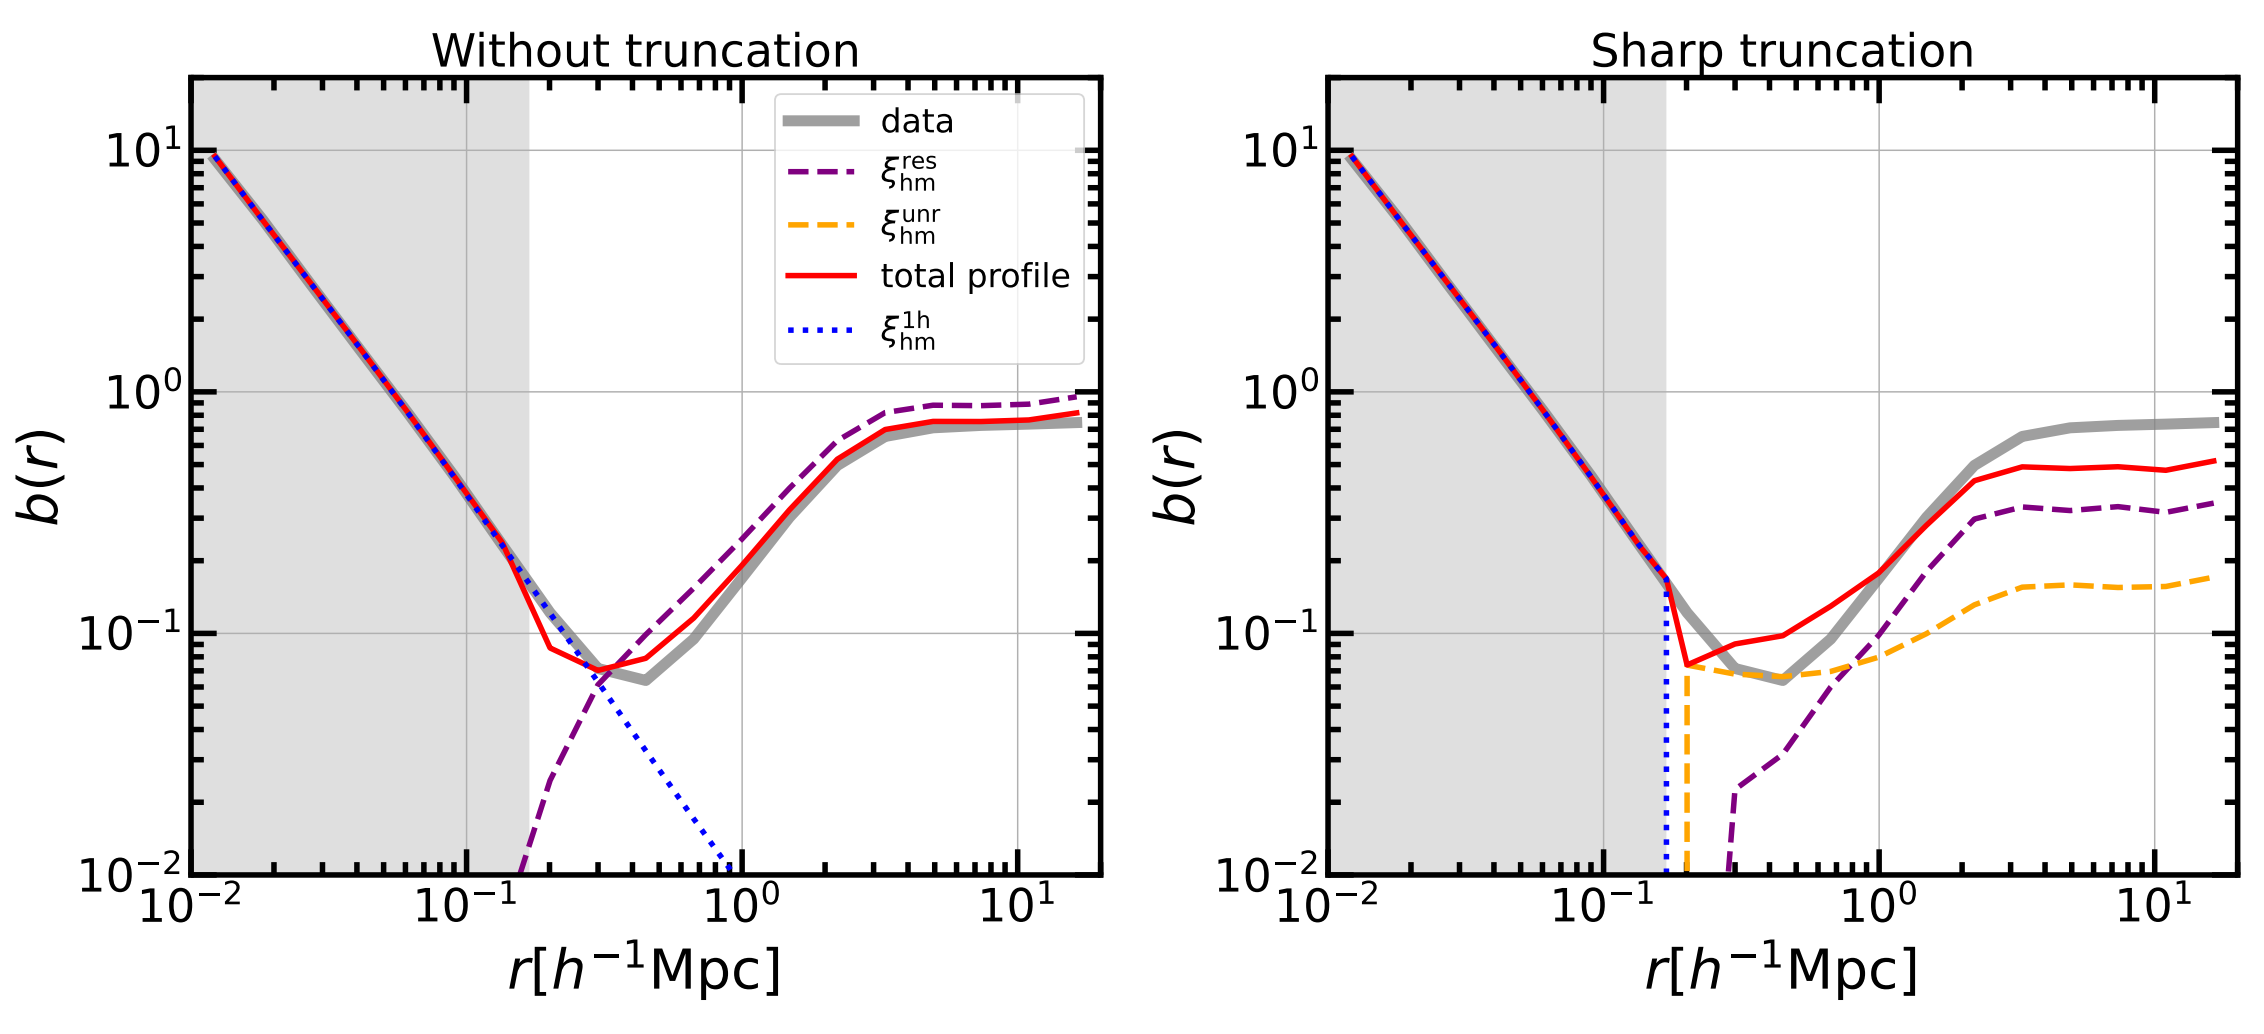 Without truncation
Sharp truncation
data
ξ_hm^res
ξ_hm^unr
total profile
ξ_hm^1h
10^1
10^0
10^−1
10^−2
10^−2
10^−1
10^0
10^1
b(r)
r[h^−1Mpc]
10^1
10^0
10^−1
10^−2
10^−2
10^−1
10^0
10^1
b(r)
r[h^−1Mpc]